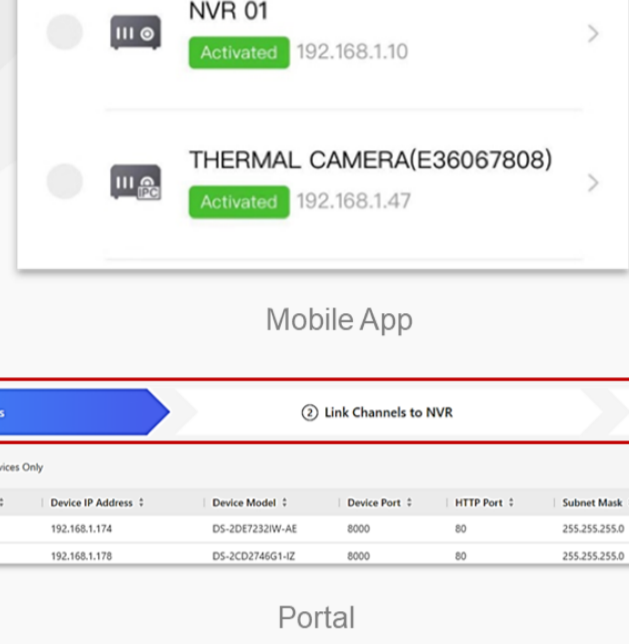 NVR 01
Activated 192.168.1.10
THERMAL CAMERA(E36067808)
Activated 192.168.1.47
IPC
Mobile App
s
② Link Channels to NVR
vices Only
Device IP Address Device Model Device Port HTTP Port Subnet Mask
192.168.1.174 DS-2DE7232IW-AE 8000 80 255.255.255.0
192.168.1.178 DS-2CD2746G1-IZ 8000 80 255.255.255.0
Portal